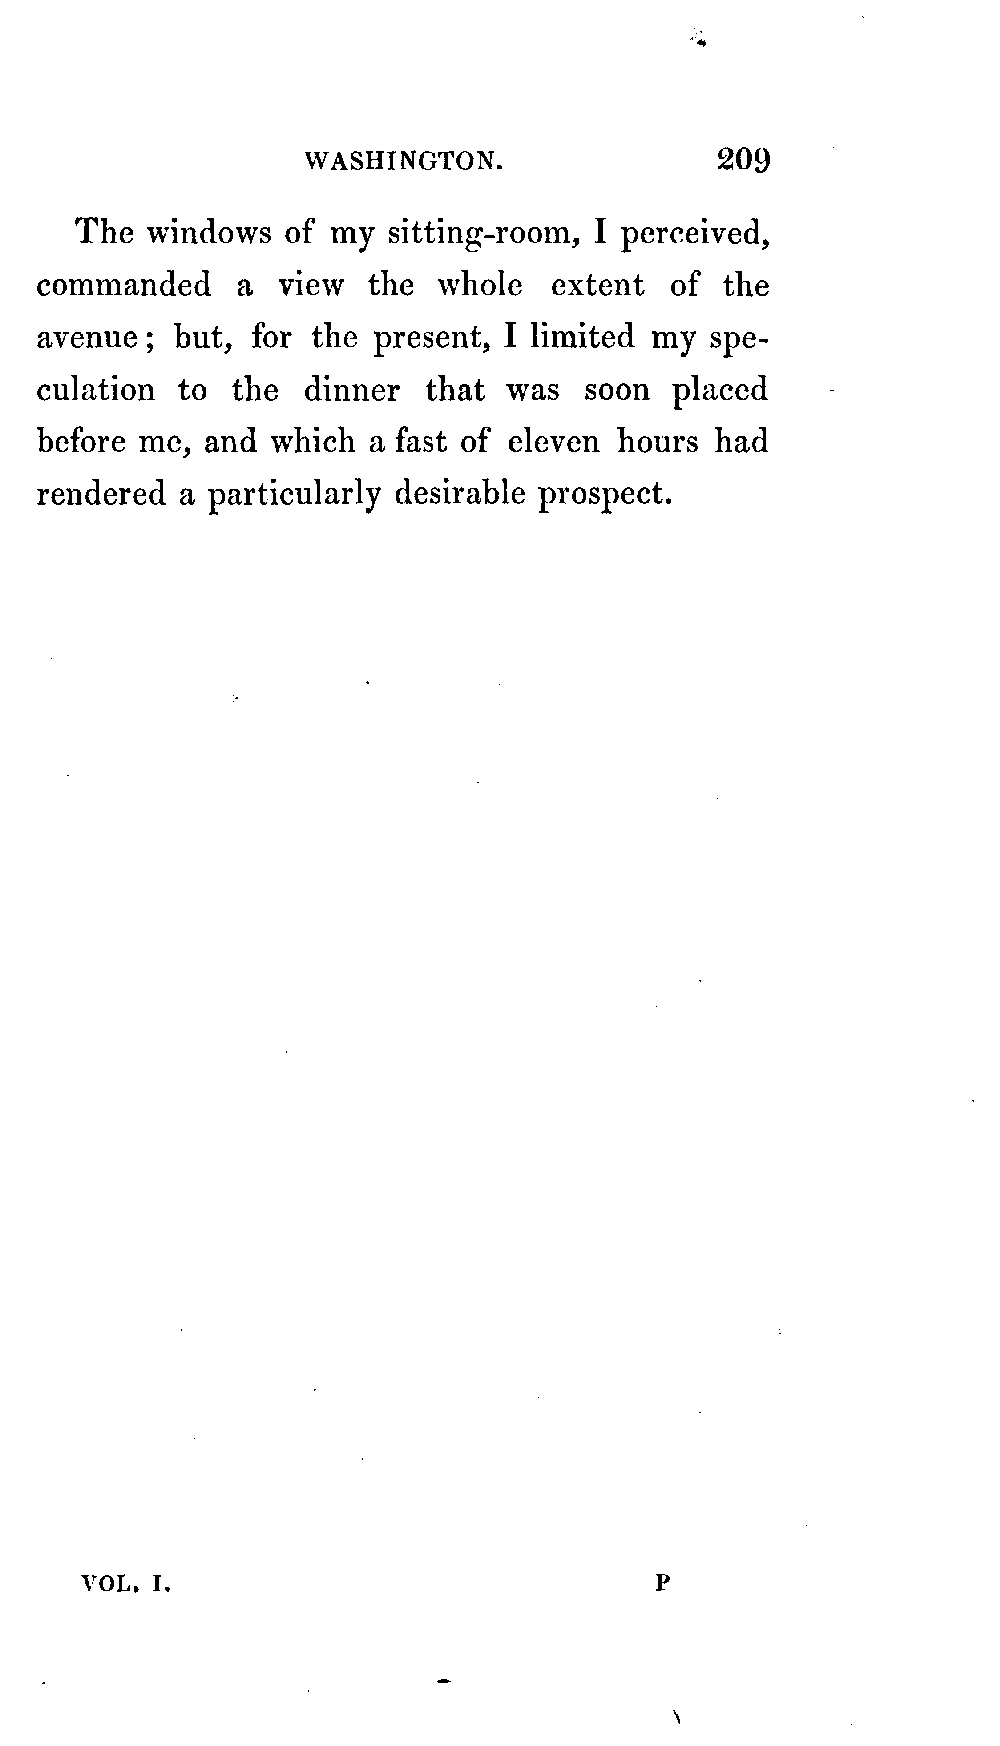 WASHINGTON. 209
The windows of my sitting-room, I perceived,
commanded a view the whole extent of the
avenue; but, for the present, I limited my spe-
culation to the dinner that was soon placed
before me, and which a fast of eleven hours had
rendered a particularly desirable prospect.
VOL. I. P